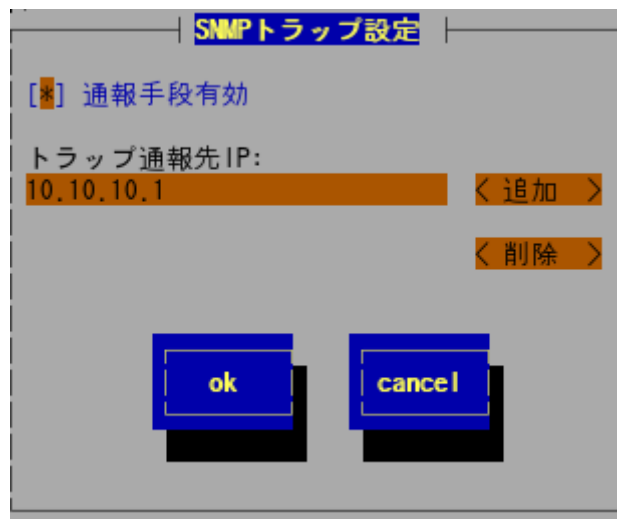 SNMPトラップ設定
[*] 通報手段有効
トラップ通報先IP:
10.10.10.1 < 追加 >
< 削除 >
ok cancel